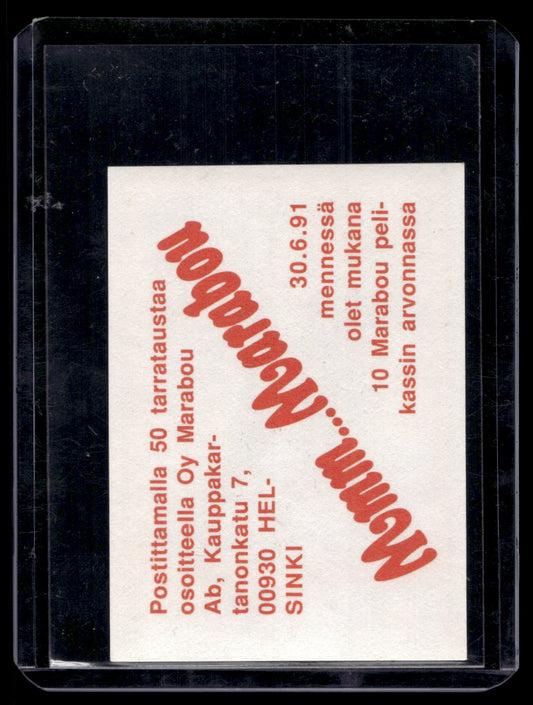 Postittamalla 50 tarrataustaa
osoitteella Oy Marabou
Ab, Kauppakar-
tanonkatu 7,
00930 HEL-
SINKI
Mmm...Marabou
30.6.91
mennessä
olet mukana
10 Marabou peli-
kassin arvonnassa